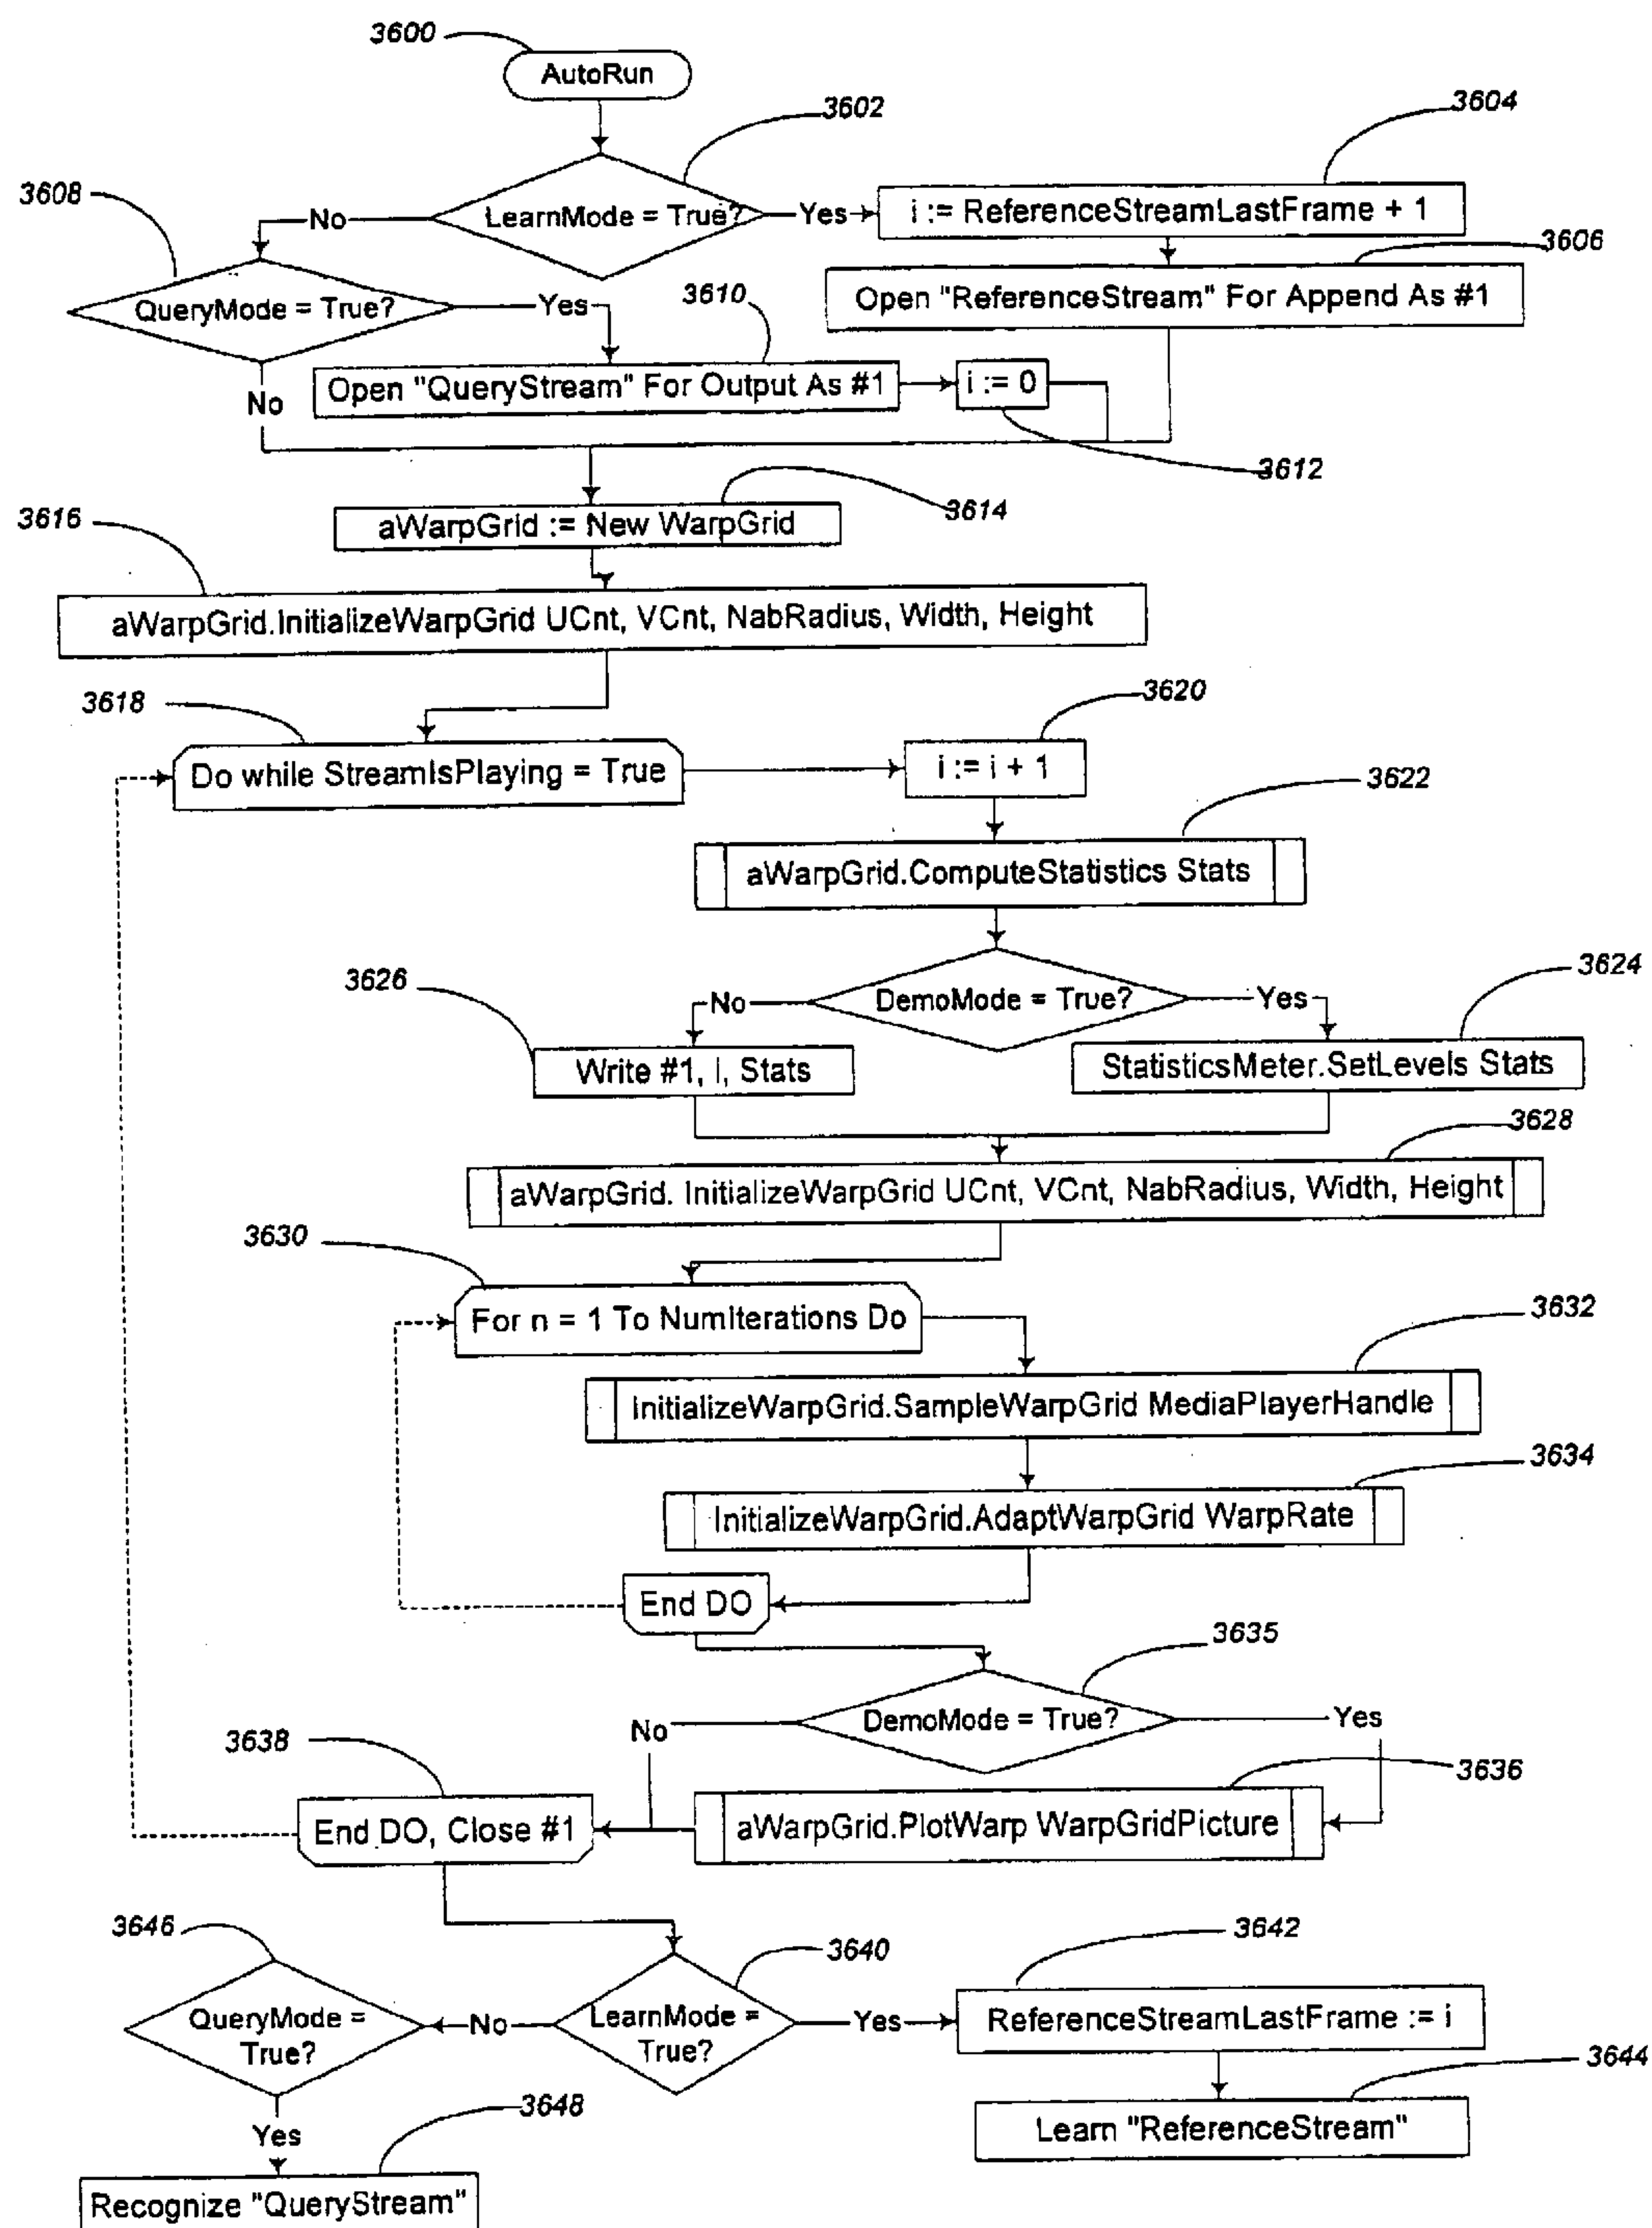 3600
AutoRun
3602
3604
3608
No
LearnMode = True?
Yes
i := ReferenceStreamLastFrame + 1
3606
QueryMode = True?
Yes
3610
Open "ReferenceStream" For Append As #1
No
Open "QueryStream" For Output As #1
i := 0
3612
3616
aWarpGrid := New WarpGrid
3614
aWarpGrid.InitializeWarpGrid UCnt, VCnt, NabRadius, Width, Height
3618
3620
Do while StreamIsPlaying = True
i := i + 1
3622
aWarpGrid.ComputeStatistics Stats
3626
No
DemoMode = True?
Yes
3624
Write #1, I, Stats
StatisticsMeter.SetLevels Stats
3628
aWarpGrid. InitializeWarpGrid UCnt, VCnt, NabRadius, Width, Height
3630
For n = 1 To NumIterations Do
3632
InitializeWarpGrid.SampleWarpGrid MediaPlayerHandle
3634
InitializeWarpGrid.AdaptWarpGrid WarpRate
End DO
3635
3638
No
DemoMode = True?
Yes
3636
End DO, Close #1
aWarpGrid.PlotWarp WarpGridPicture
3646
3640
3642
QueryMode =
True?
No
LearnMode =
True?
Yes
ReferenceStreamLastFrame := i
3644
Yes
3648
Learn "ReferenceStream"
Recognize "QueryStream"